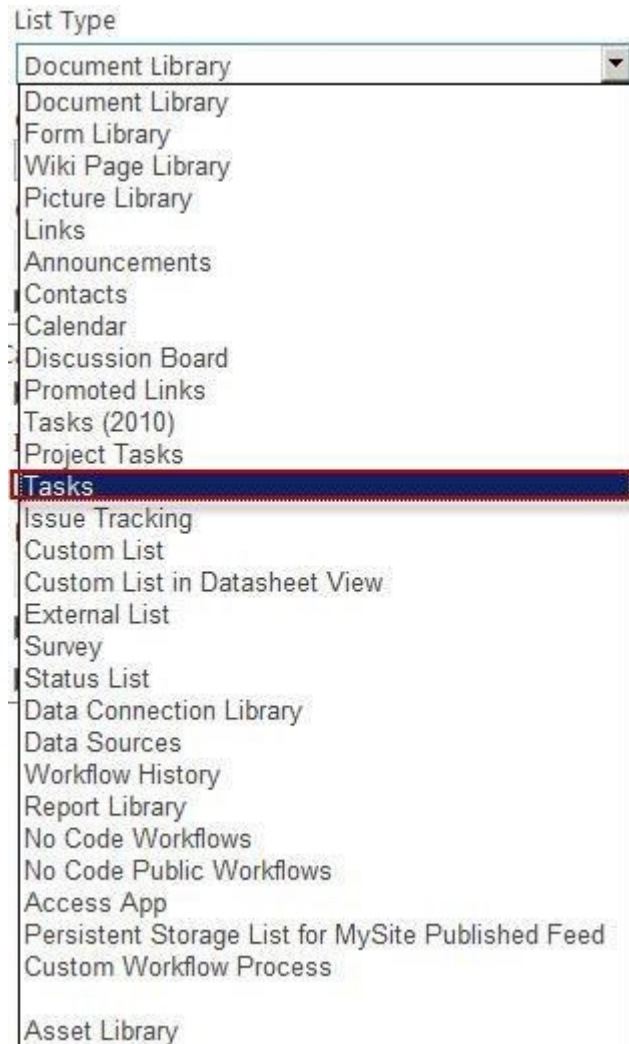 List Type
Document Library
Document Library
Form Library
Wiki Page Library
Picture Library
Links
Announcements
Contacts
Calendar
Discussion Board
Promoted Links
Tasks (2010)
Project Tasks
Tasks
Issue Tracking
Custom List
Custom List in Datasheet View
External List
Survey
Status List
Data Connection Library
Data Sources
Workflow History
Report Library
No Code Workflows
No Code Public Workflows
Access App
Persistent Storage List for MySite Published Feed
Custom Workflow Process
Asset Library